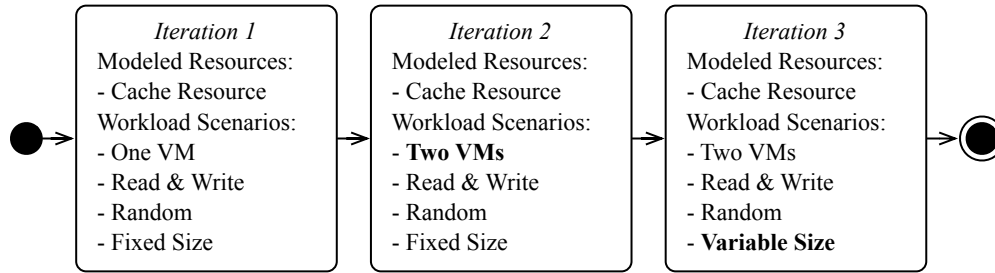 Iteration 1
Modeled Resources:
- Cache Resource
Workload Scenarios:
- One VM
- Read & Write
- Random
- Fixed Size
Iteration 2
Modeled Resources:
- Cache Resource
Workload Scenarios:
- Two VMs
- Read & Write
- Random
- Fixed Size
Iteration 3
Modeled Resources:
- Cache Resource
Workload Scenarios:
- Two VMs
- Read & Write
- Random
- Variable Size